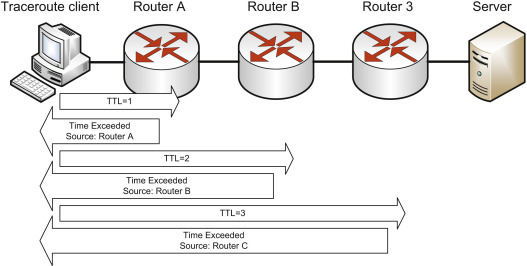 Traceroute client
Router A
Router B
Router 3
Server
TTL=1
Time Exceeded
Source: Router A
TTL=2
Time Exceeded
Source: Router B
TTL=3
Time Exceeded
Source: Router C